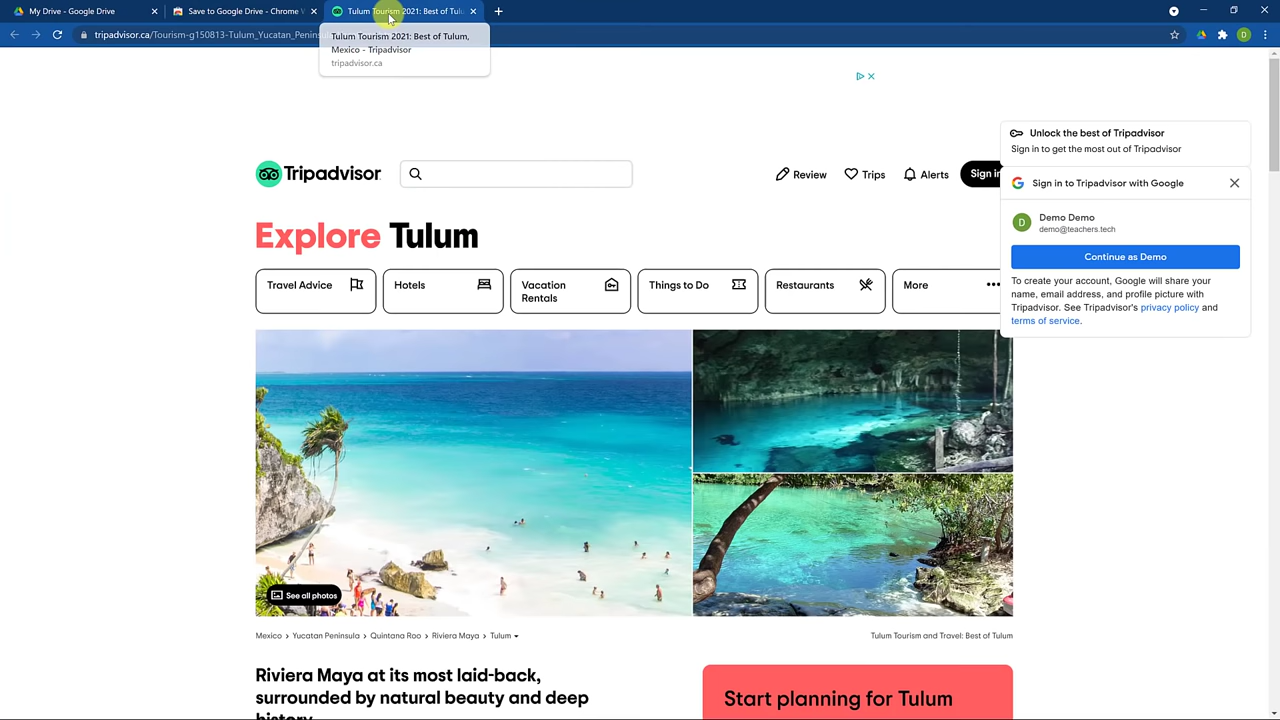 My Drive - Google Drive
Save to Google Drive - Chrom
Tulum Tourism 2021: Best of Tul
tripadvisor.ca/Tourism-g150813-Tulum_Yucatan_Penins
D
Tulum Tourism 2021: Best of Tulum,
Mexico - Tripadvisor
tripadvisor.ca
Unlock the best of Tripadvisor
Sign in to get the most out of Tripadvisor
Tripadvisor
Review
Trips
Alerts
Sign in
G Sign in to Tripadvisor with Google
D
Demo Demo
demo@teachers.tech
Continue as Demo
To create your account, Google will share your
name, email address, and profile picture with
Tripadvisor. See Tripadvisor's privacy policy and
terms of service.
Explore Tulum
Travel Advice
Hotels
Vacation
Rentals
Things to Do
Restaurants
More
See all photos
Mexico › Yucatan Peninsula › Quintana Roo › Riviera Maya › Tulum
Tulum Tourism and Travel: Best of Tulum
Riviera Maya at its most laid-back,
surrounded by natural beauty and deep
history
Start planning for Tulum